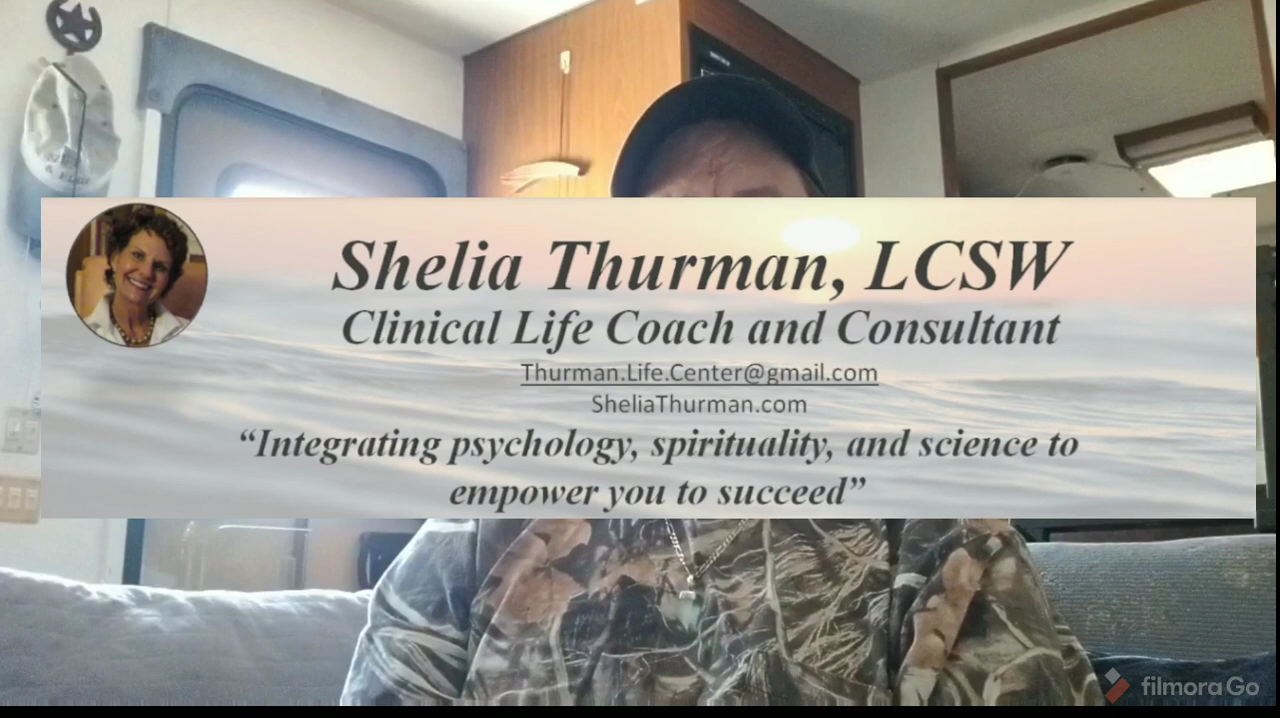 Shelia Thurman, LCSW
Clinical Life Coach and Consultant
Thurman.Life.Center@gmail.com
SheliaThurman.com
“Integrating psychology, spirituality, and science to
empower you to succeed”
filmoraGo